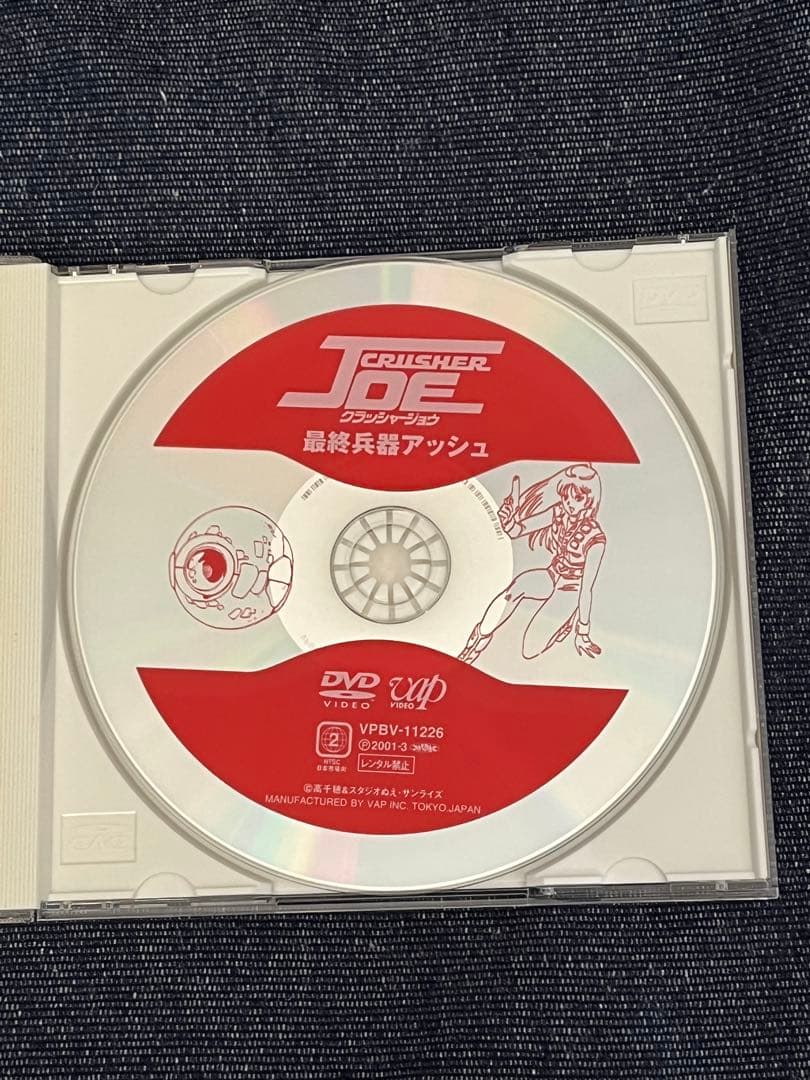 CRUSHER
JOE
クラッシャージョウ
最終兵器アッシュ
DVD
VIDEO
vap
VIDEO
2
VPBV-11226
Ⓟ2001-3
NTSC
日本市場向
レンタル禁止
©高千穂&スタジオぬえ・サンライズ
MANUFACTURED BY VAP INC. TOKYO.JAPAN